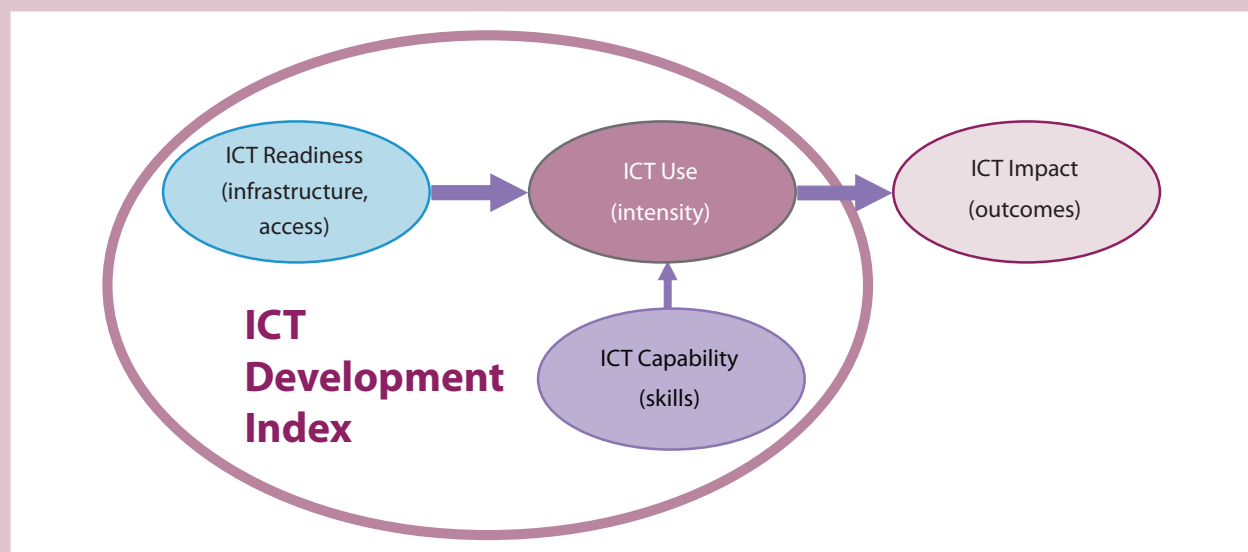 ICT Readiness
(infrastructure,
access)
ICT Use
(intensity)
ICT Impact
(outcomes)
ICT
Development
Index
ICT Capability
(skills)